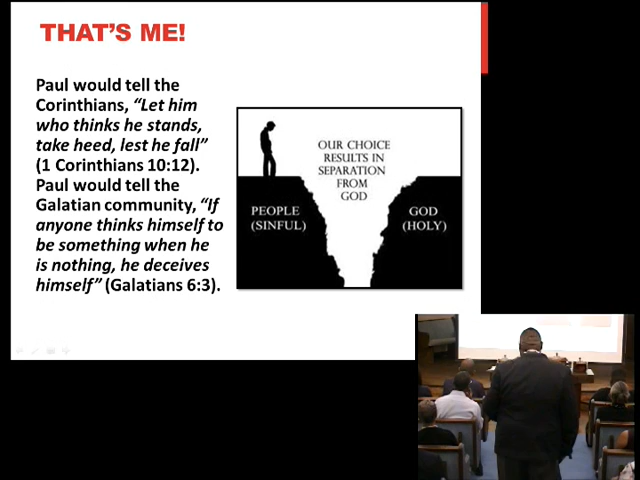 THAT'S ME!
Paul would tell the
Corinthians, “Let him
who thinks he stands,
take heed, lest he fall”
(1 Corinthians 10:12).
Paul would tell the
Galatian community, “If
anyone thinks himself to
be something when he
is nothing, he deceives
himself” (Galatians 6:3).
OUR CHOICE
RESULTS IN
SEPARATION
FROM
GOD
PEOPLE
(SINFUL)
GOD
(HOLY)